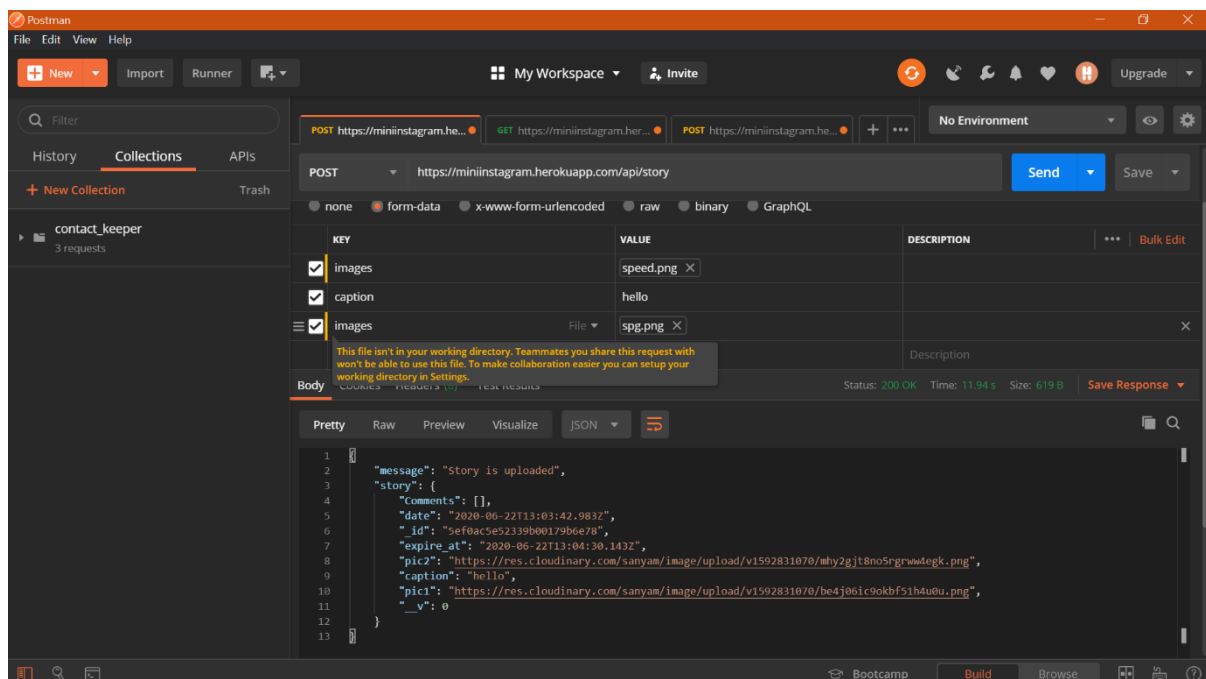 Postman
File Edit View Help
New Import Runner My Workspace Invite Upgrade
Filter
History Collections APIs
+ New Collection Trash
contact_keeper
3 requests
POST https://miniinstagram.he... GET https://miniinstagram.her... POST https://miniinstagram.he... + ••• No Environment
POST https://miniinstagram.herokuapp.com/api/story Send Save
none form-data x-www-form-urlencoded raw binary GraphQL
KEY VALUE DESCRIPTION ••• Bulk Edit
images speed.png
caption hello
images File spg.png
This file isn't in your working directory. Teammates you share this request with
won't be able to use this file. To make collaboration easier you can setup your
working directory in Settings.
Description
Body Cookies Headers Test Results Status: 200 OK Time: 11.94 s Size: 619 B Save Response
Pretty Raw Preview Visualize JSON
1 {
2 "message": "Story is uploaded",
3 "story": {
4 "Comments": [],
5 "date": "2020-06-22T13:03:42.983Z",
6 "_id": "5ef0ac5e52339b00179b6e78",
7 "expire_at": "2020-06-22T13:04:30.143Z",
8 "pic2": "https://res.cloudinary.com/sanyam/image/upload/v1592831070/mhy2gjt8no5rgrww4egk.png",
9 "caption": "hello",
10 "pic1": "https://res.cloudinary.com/sanyam/image/upload/v1592831070/be4j06ic9okbf51h4u0u.png",
11 "__v": 0
12 }
13 }
Bootcamp Build Browse